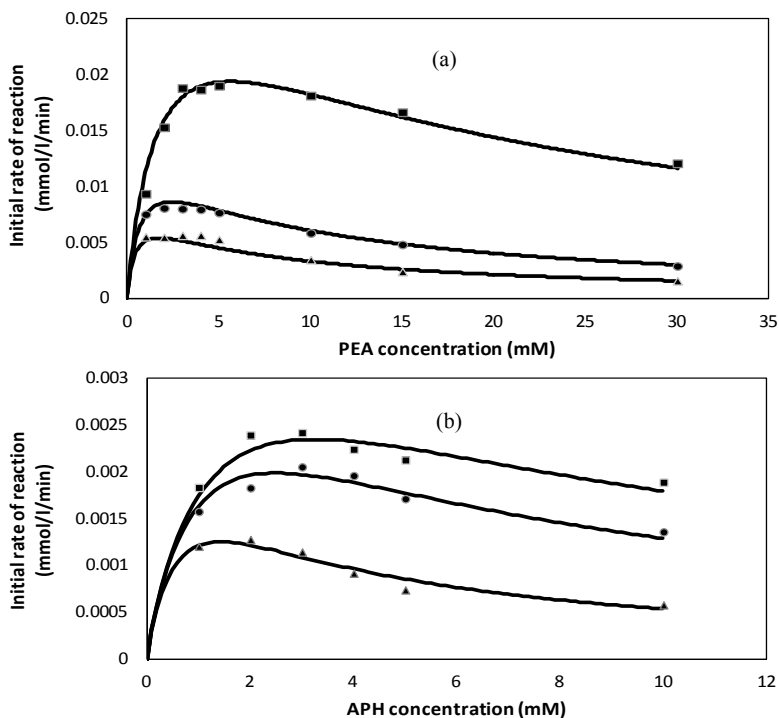 (a)
Initial rate of reaction
(mmol/l/min)
0.025
0.02
0.015
0.01
0.005
0
0 5 10 15 20 25 30 35
PEA concentration (mM)
(b)
Initial rate of reaction
(mmol/l/min)
0.003
0.0025
0.002
0.0015
0.001
0.0005
0
0 2 4 6 8 10 12
APH concentration (mM)